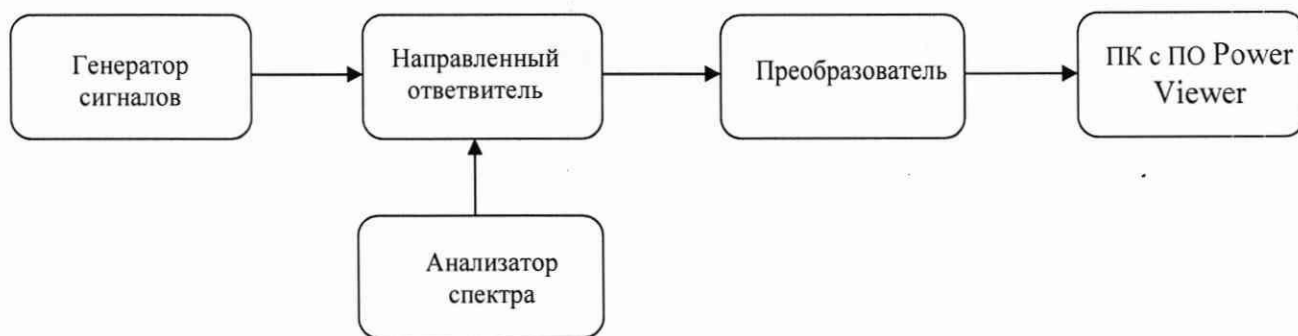 Генератор
сигналов
Направленный
ответвитель
Преобразователь
ПК с ПО Power
Viewer
Анализатор
спектра